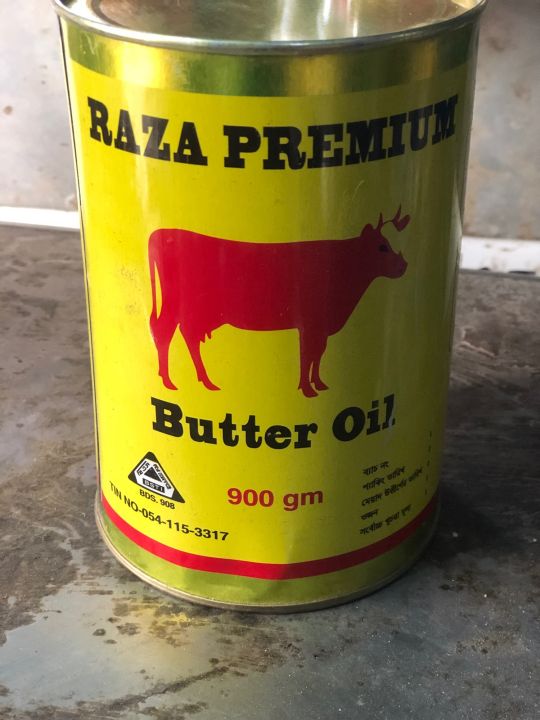 RAZA PREMIUM
Butter Oil
BSTI
BDS. 908
900 gm
TIN NO-054-115-3317
ব্যাচ নং :
প্যাকিং তারিখ :
মেয়াদ উত্তীর্ণের তারিখ :
ওজন :
সর্বোচ্চ খুচরা মূল্য :